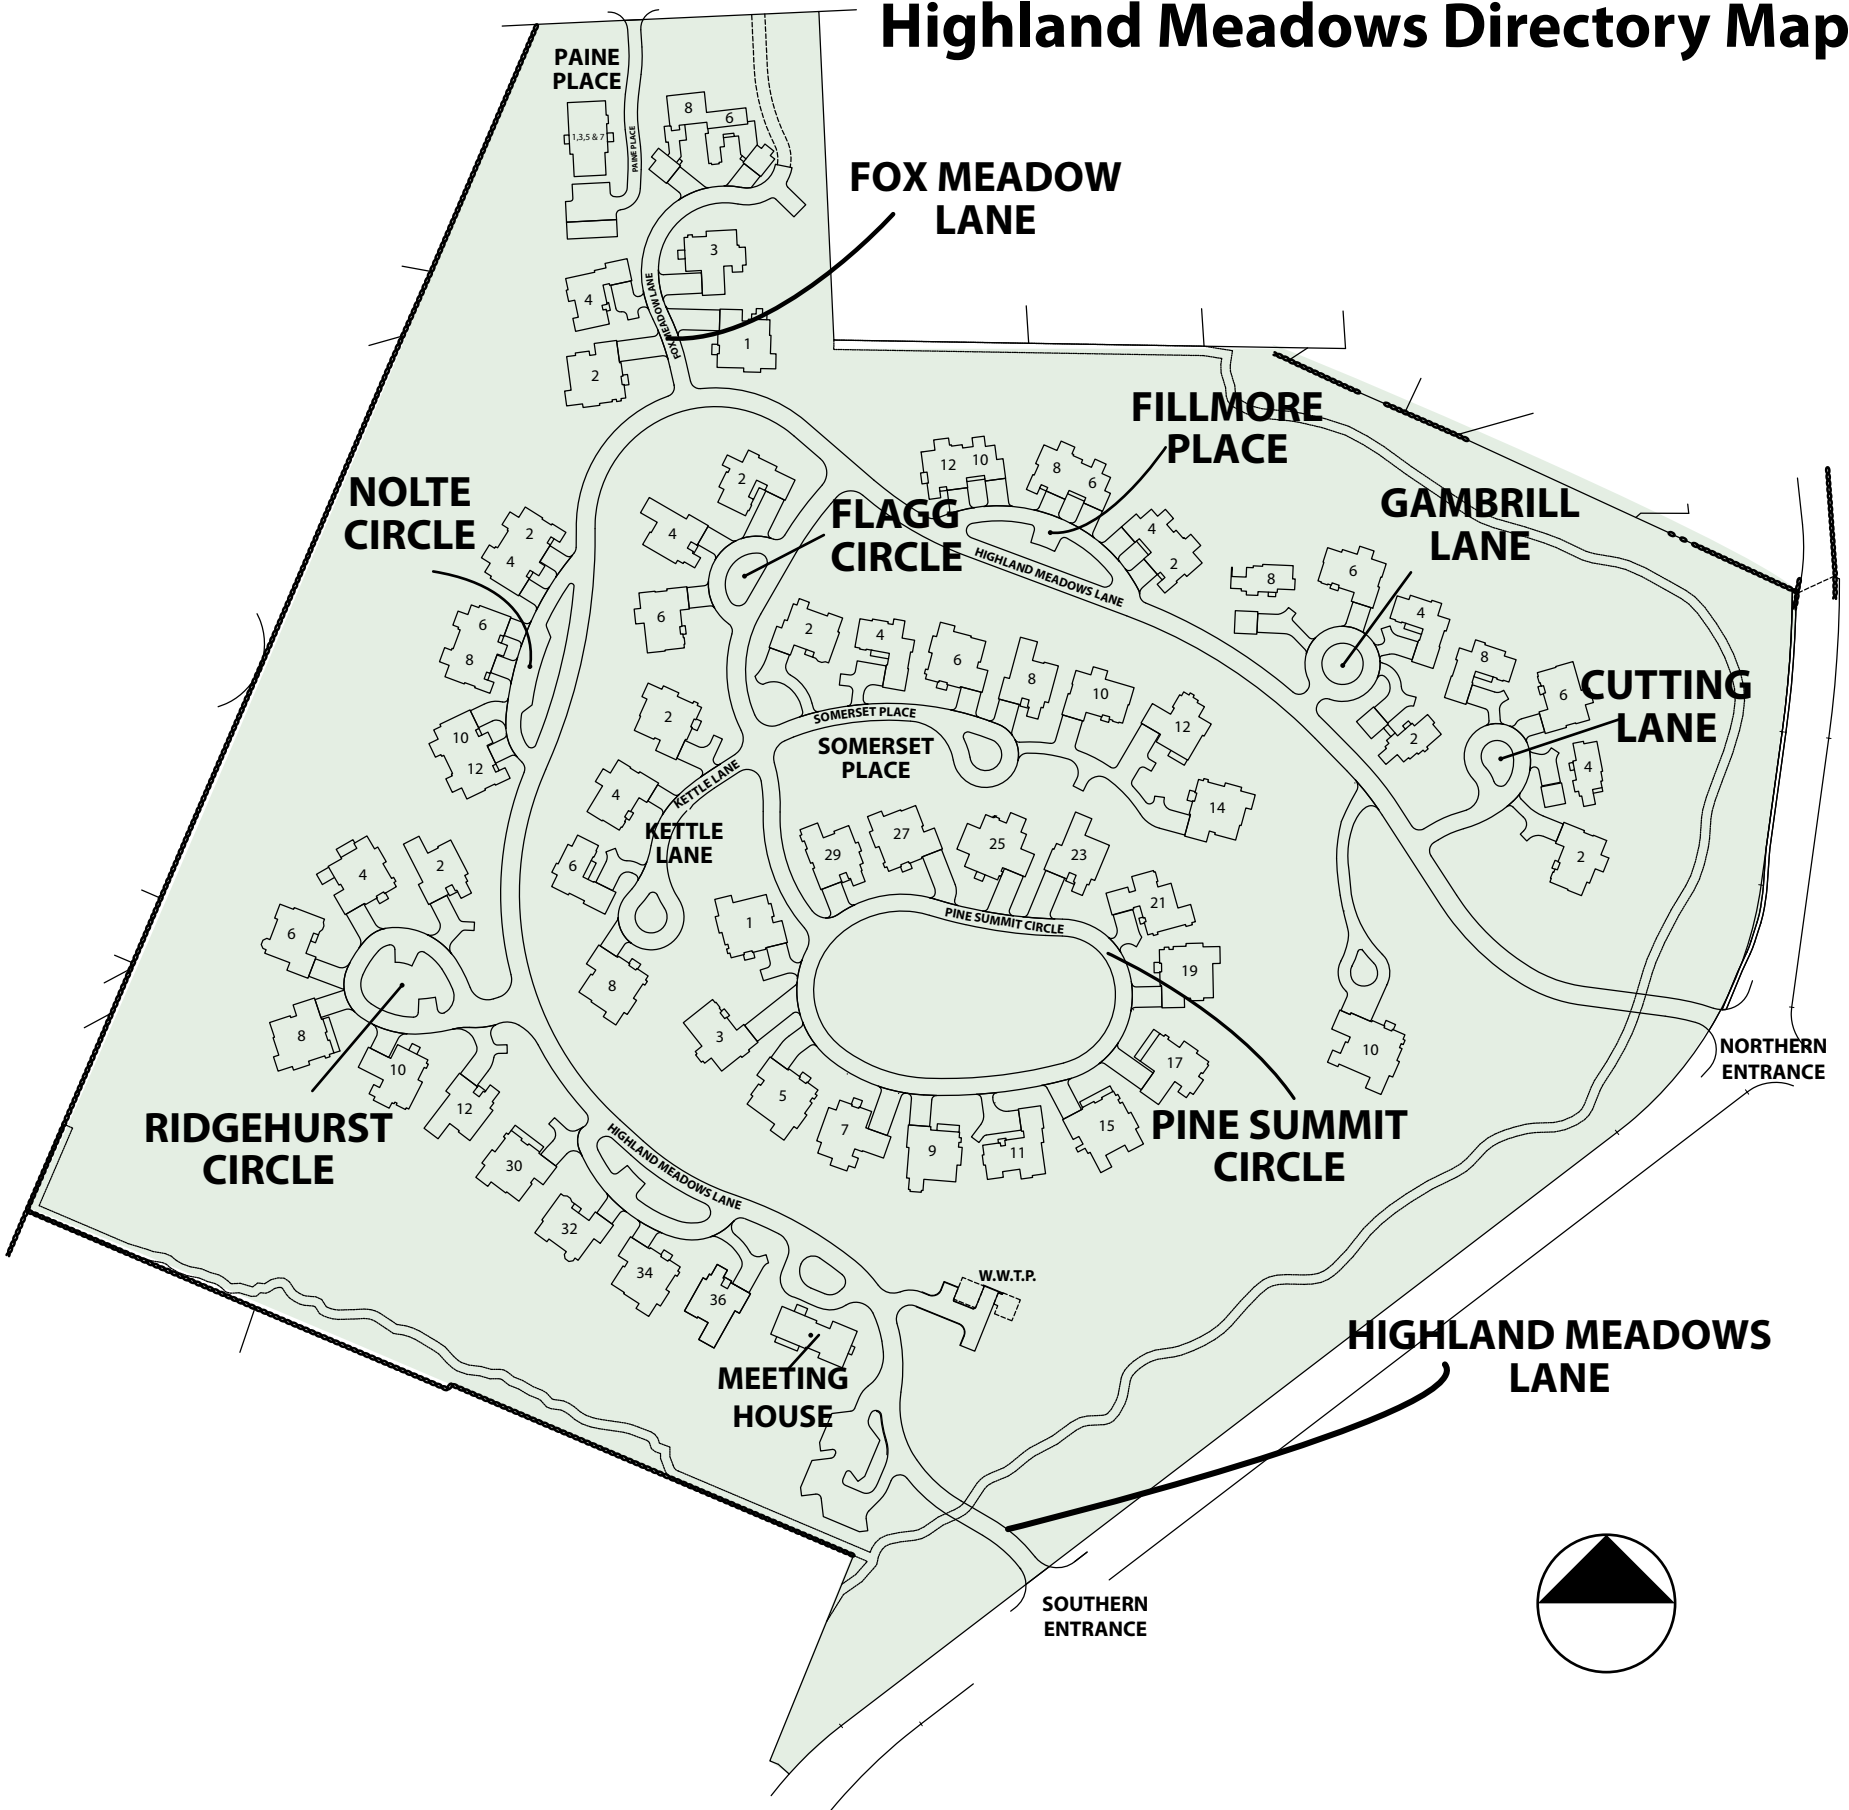 Highland Meadows Directory Map
PAINE
PLACE
1,3,5 & 7
PAINE PLACE
8
6
FOX MEADOW
LANE
3
4
FOX MEADOW LANE
1
2
FILLMORE
PLACE
12
10
8
6
4
2
HIGHLAND MEADOWS LANE
NOLTE
CIRCLE
2
4
6
8
10
12
FLAGG
CIRCLE
2
4
6
GAMBRILL
LANE
8
6
4
2
CUTTING
LANE
8
6
4
2
2
4
6
8
10
12
14
SOMERSET PLACE
SOMERSET
PLACE
2
4
6
8
KETTLE LANE
KETTLE
LANE
29
27
25
23
21
19
17
15
11
9
7
5
3
1
PINE SUMMIT CIRCLE
PINE SUMMIT
CIRCLE
10
NORTHERN
ENTRANCE
4
2
6
8
10
12
RIDGEHURST
CIRCLE
30
32
34
36
HIGHLAND MEADOWS LANE
W.W.T.P.
MEETING
HOUSE
HIGHLAND MEADOWS
LANE
SOUTHERN
ENTRANCE